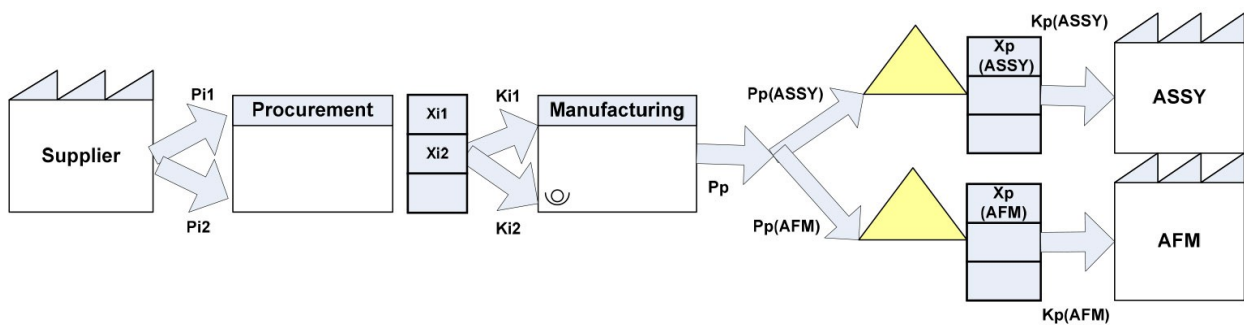 Supplier
Pi1
Pi2
Procurement
Xi1
Xi2
Ki1
Ki2
Manufacturing
Pp
Pp(ASSY)
Pp(AFM)
Xp
(ASSY)
Xp
(AFM)
Kp(ASSY)
Kp(AFM)
ASSY
AFM